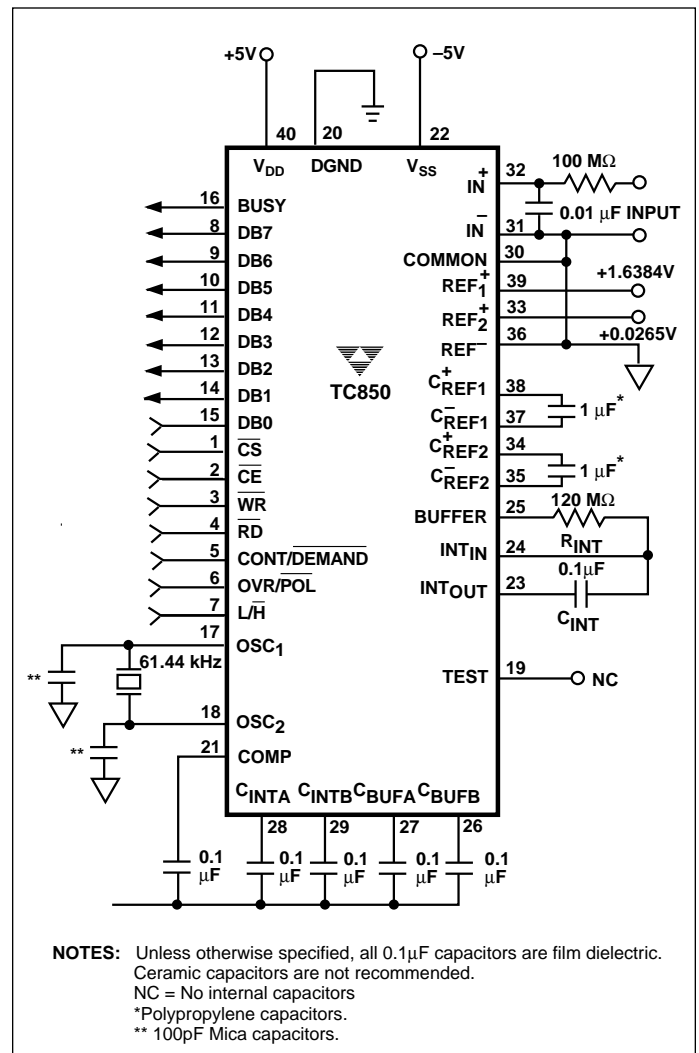 +5V
–5V
40
20
22
VDD
DGND
VSS
16 BUSY
8 DB7
9 DB6
10 DB5
11 DB4
12 DB3
13 DB2
14 DB1
15 DB0
1 CS
2 CE
3 WR
4 RD
5 CONT/DEMAND
6 OVR/POL
7 L/H
17 OSC1
61.44 kHz
**
18 OSC2
**
21 COMP
TC850
IN+ 32
100 MΩ
0.01 µF INPUT
IN– 31
COMMON 30
REF1+ 39
+1.6384V
REF2+ 33
+0.0265V
REF– 36
C+REF1 38
C–REF1 37
1 µF*
C+REF2 34
C–REF2 35
1 µF*
BUFFER 25
120 MΩ
RINT
INTIN 24
0.1µF
INTOUT 23
CINT
TEST 19
NC
CINTA CINTB CBUFA CBUFB
28 29 27 26
0.1 µF
0.1 µF
0.1 µF
0.1 µF
0.1 µF
NOTES: Unless otherwise specified, all 0.1µF capacitors are film dielectric.
Ceramic capacitors are not recommended.
NC = No internal capacitors
*Polypropylene capacitors.
** 100pF Mica capacitors.